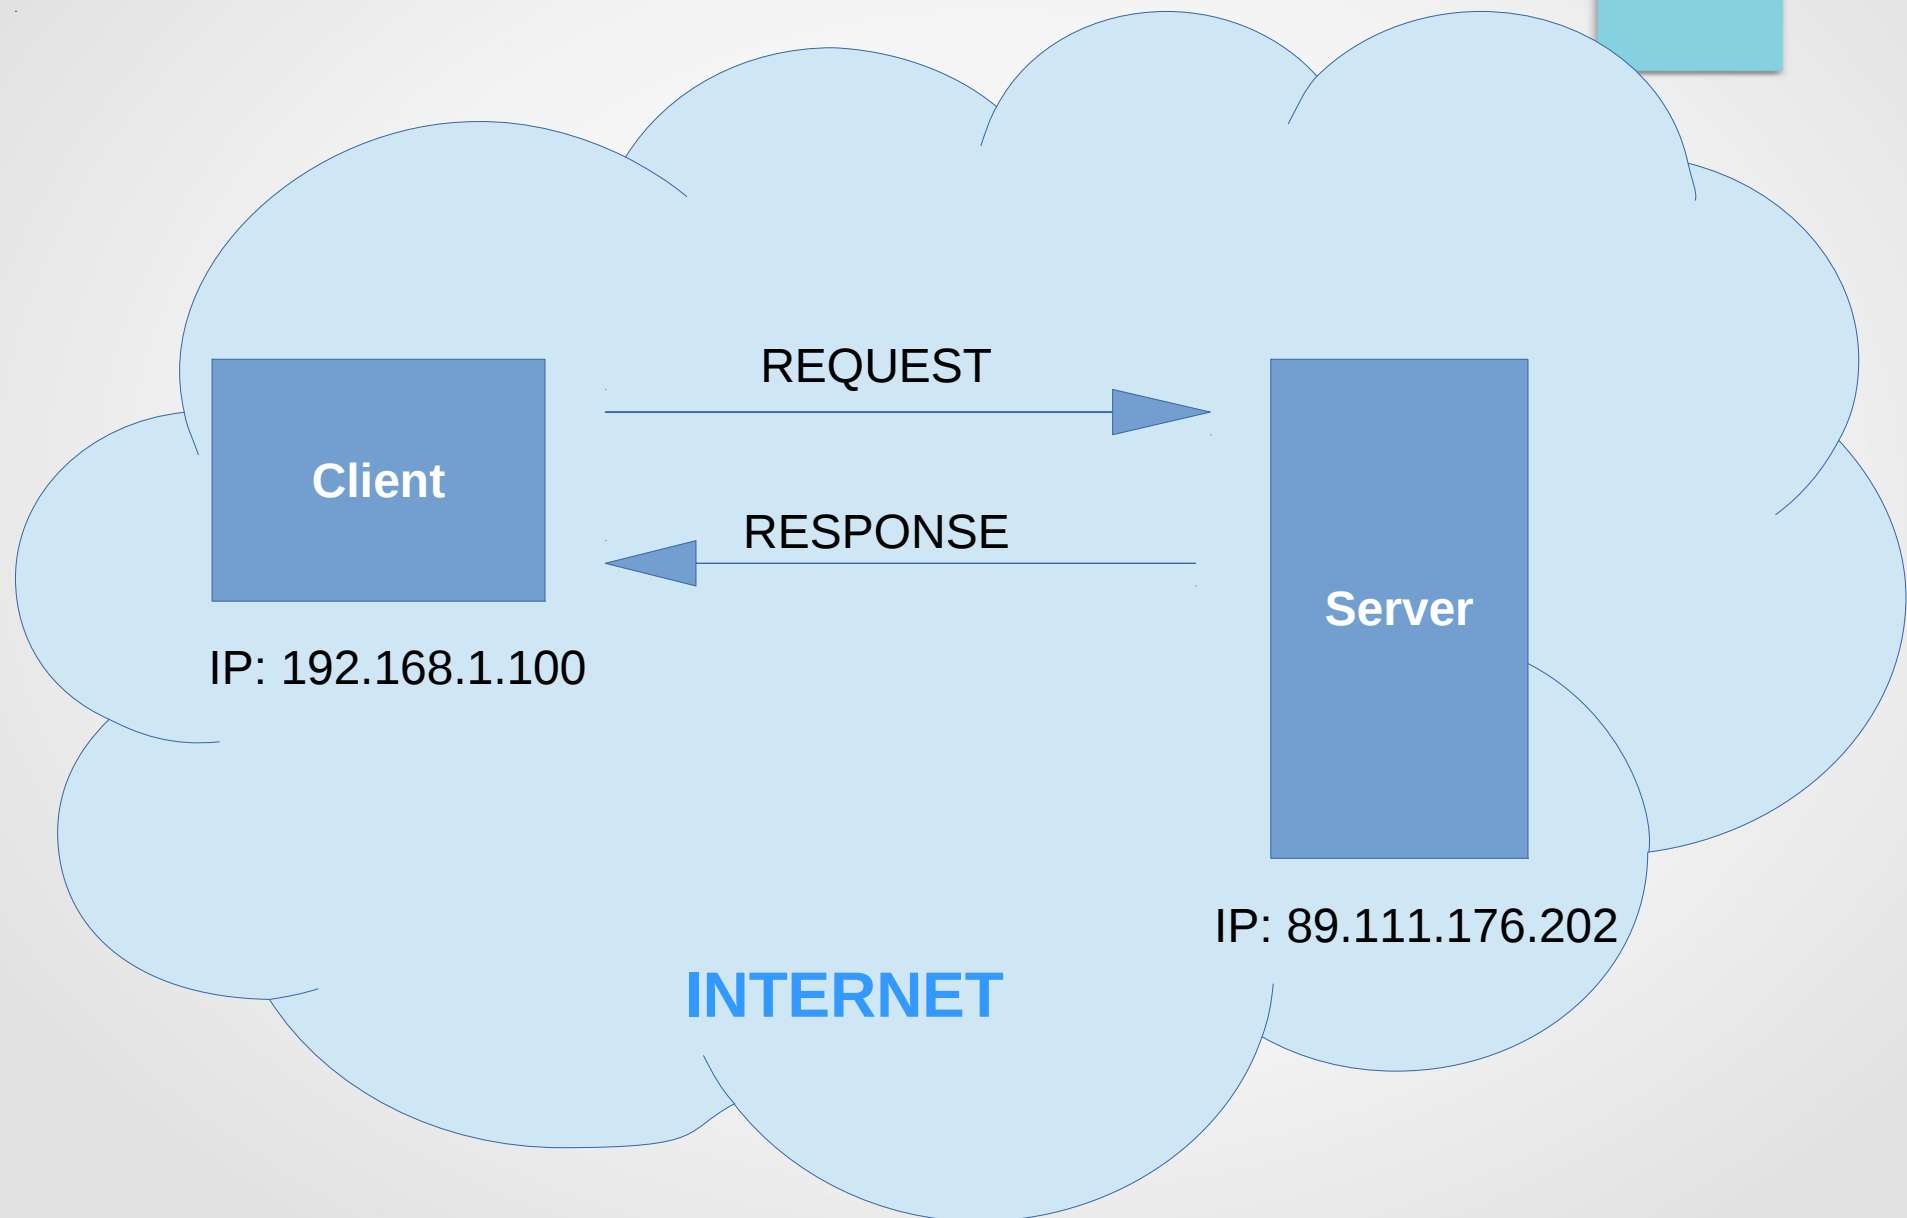 REQUEST
Client
RESPONSE
Server
IP: 192.168.1.100
IP: 89.111.176.202
INTERNET